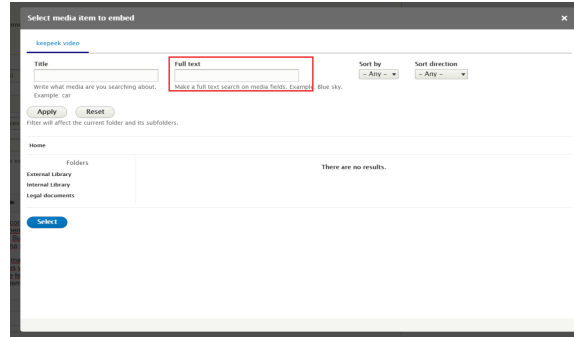 Select media item to embed ×
keepeek video
Title Full text Sort by Sort direction
- Any - - Any -
Write what media are you searching about. Make a full text search on media fields. Example: blue sky.
Example: car
Apply Reset
Filter will affect the current folder and its subfolders.
Home
Folders
There are no results.
External Library
Internal Library
Legal documents
Select